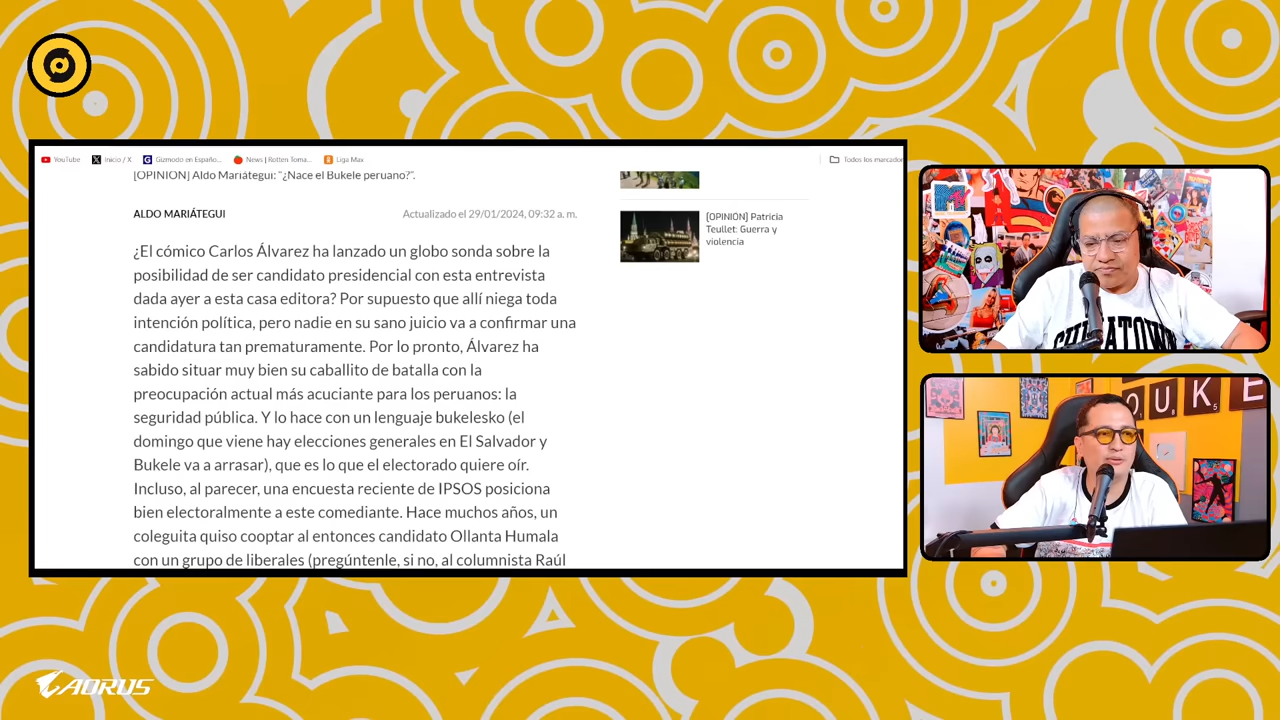 YouTube
Inicio / X
Gizmodo en Españo...
News | Rotten Toma...
Liga Max
Todos los marcador
[OPINIÓN] Aldo Mariátegui: "¿Nace el Bukele peruano?".
ALDO MARIÁTEGUI
Actualizado el 29/01/2024, 09:32 a. m.
¿El cómico Carlos Álvarez ha lanzado un globo sonda sobre la
posibilidad de ser candidato presidencial con esta entrevista
dada ayer a esta casa editora? Por supuesto que allí niega toda
intención política, pero nadie en su sano juicio va a confirmar una
candidatura tan prematuramente. Por lo pronto, Álvarez ha
sabido situar muy bien su caballito de batalla con la
preocupación actual más acuciante para los peruanos: la
seguridad pública. Y lo hace con un lenguaje bukelesko (el
domingo que viene hay elecciones generales en El Salvador y
Bukele va a arrasar), que es lo que el electorado quiere oír.
Incluso, al parecer, una encuesta reciente de IPSOS posiciona
bien electoralmente a este comediante. Hace muchos años, un
coleguita quiso cooptar al entonces candidato Ollanta Humala
con un grupo de liberales (pregúntenle, si no, al columnista Raúl
[OPINIÓN] Patricia
Teullet: Guerra y
violencia
MTV
CHINATOWN
OUKE
AORUS